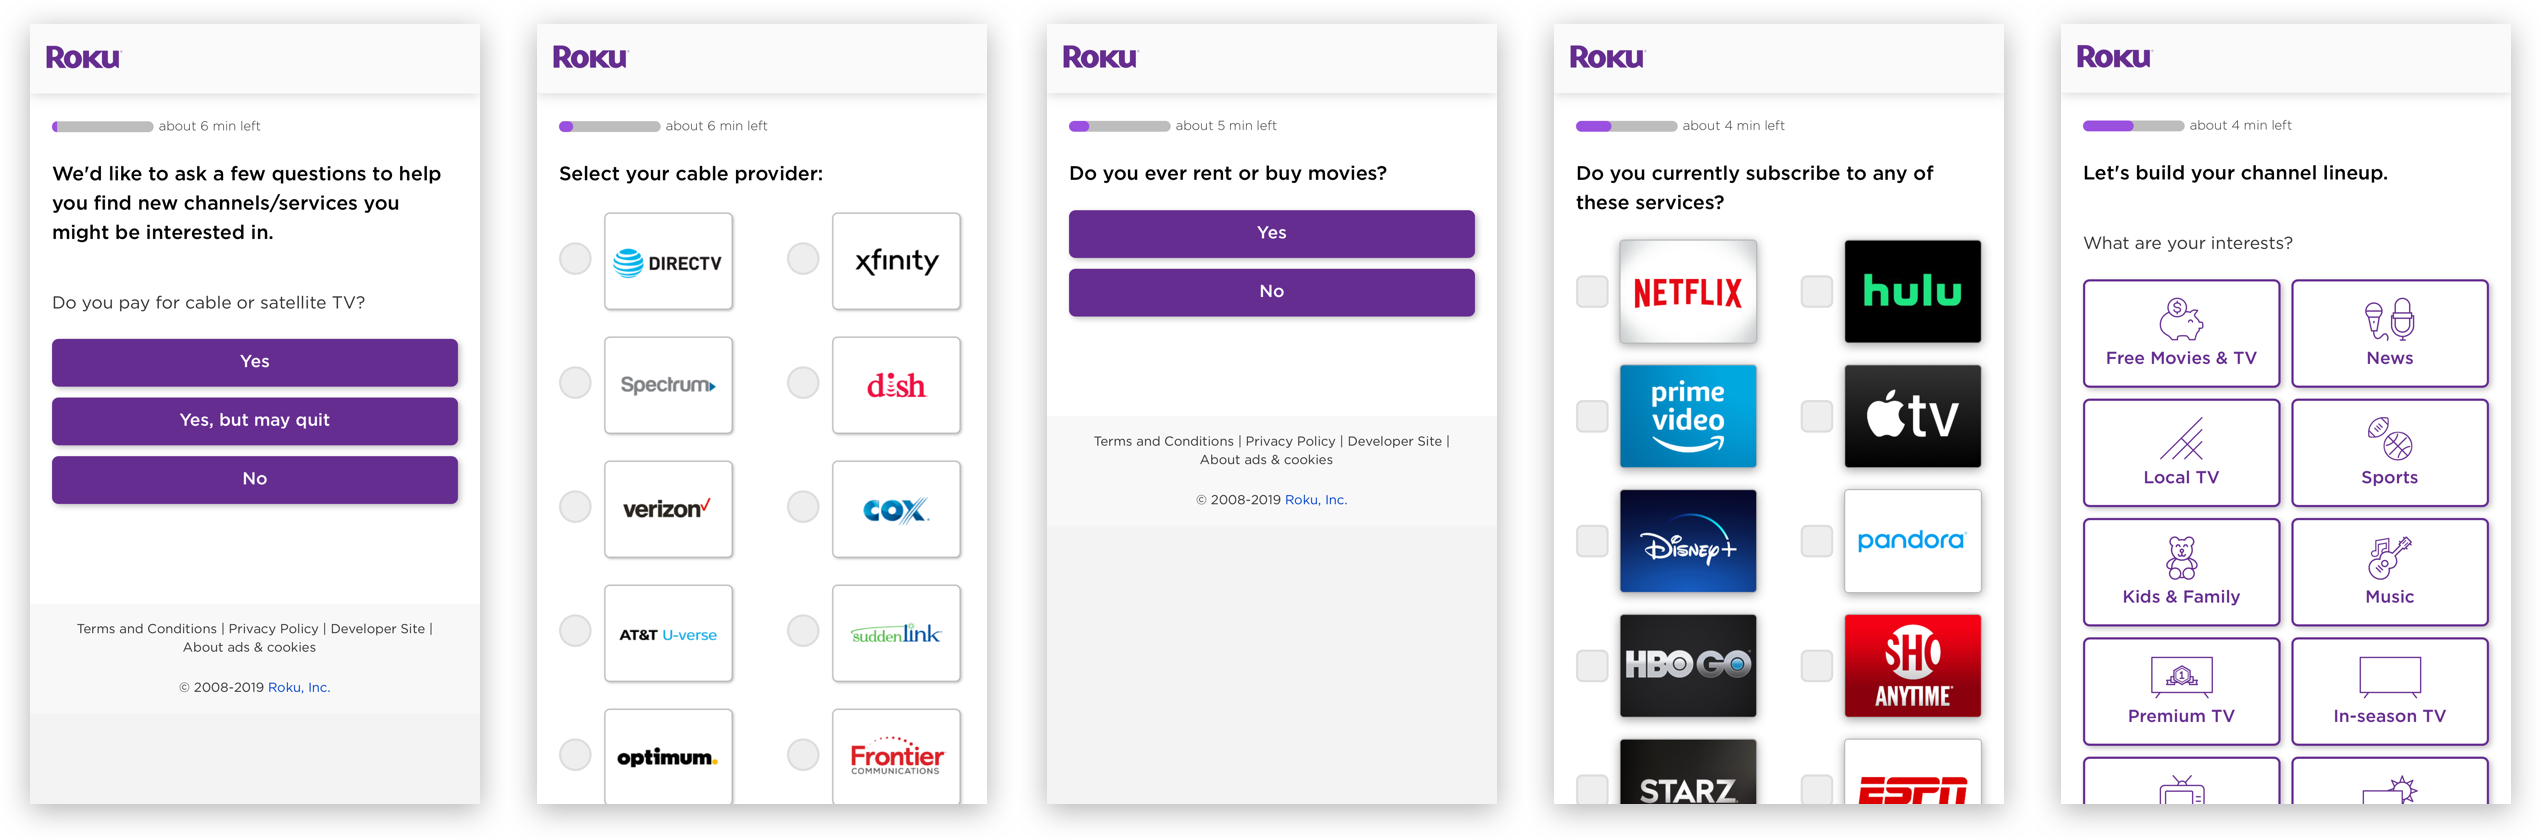 Roku
about 6 min left
We'd like to ask a few questions to help
you find new channels/services you
might be interested in.
Do you pay for cable or satellite TV?
Yes
Yes, but may quit
No
Terms and Conditions | Privacy Policy | Developer Site |
About ads & cookies
© 2008-2019 Roku, Inc.
Roku
about 6 min left
Select your cable provider:
DIRECTV
xfinity
Spectrum
dish
verizon
COX
AT&T U-verse
suddenlink
optimum.
Frontier
COMMUNICATIONS
Roku
about 5 min left
Do you ever rent or buy movies?
Yes
No
Terms and Conditions | Privacy Policy | Developer Site |
About ads & cookies
© 2008-2019 Roku, Inc.
Roku
about 4 min left
Do you currently subscribe to any of
these services?
NETFLIX
hulu
prime
video
tv
Disney+
pandora
HBO GO
SHO
ANYTIME
STARZ
ESPN
Roku
about 4 min left
Let's build your channel lineup.
What are your interests?
$
Free Movies & TV
News
Local TV
Sports
Kids & Family
Music
1
Premium TV
In-season TV